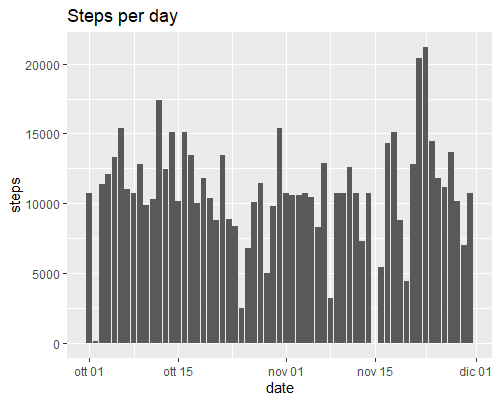 Steps per day
20000
15000
10000
5000
0
steps
ott 01 ott 15 nov 01 nov 15 dic 01
date